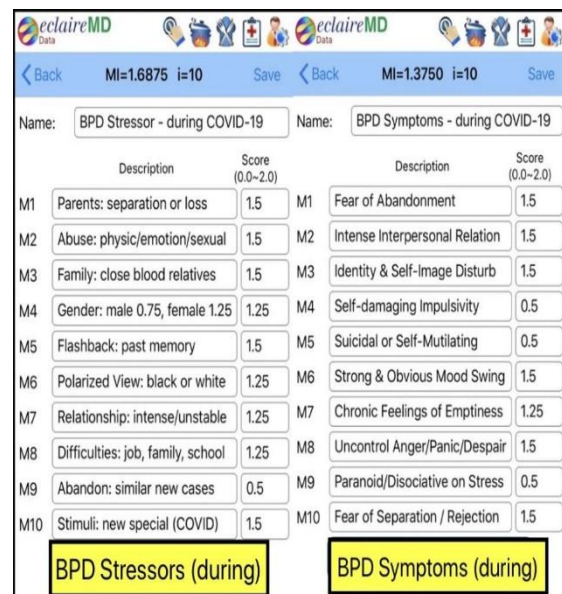 eclaireMD
Data
Back MI=1.6875 i=10 Save
Name: BPD Stressor - during COVID-19
Description Score
(0.0~2.0)
M1 Parents: separation or loss 1.5
M2 Abuse: physic/emotion/sexual 1.5
M3 Family: close blood relatives 1.5
M4 Gender: male 0.75, female 1.25 1.25
M5 Flashback: past memory 1.5
M6 Polarized View: black or white 1.25
M7 Relationship: intense/unstable 1.25
M8 Difficulties: job, family, school 1.25
M9 Abandon: similar new cases 0.5
M10 Stimuli: new special (COVID) 1.5
BPD Stressors (during)
eclaireMD
Data
Back MI=1.3750 i=10 Save
Name: BPD Symptoms - during COVID-19
Description Score
(0.0~2.0)
M1 Fear of Abandonment 1.5
M2 Intense Interpersonal Relation 1.5
M3 Identity & Self-Image Disturb 1.5
M4 Self-damaging Impulsivity 0.5
M5 Suicidal or Self-Mutilating 0.5
M6 Strong & Obvious Mood Swing 1.5
M7 Chronic Feelings of Emptiness 1.25
M8 Uncontrol Anger/Panic/Despair 1.5
M9 Paranoid/Disociative on Stress 0.5
M10 Fear of Separation / Rejection 1.5
BPD Symptoms (during)